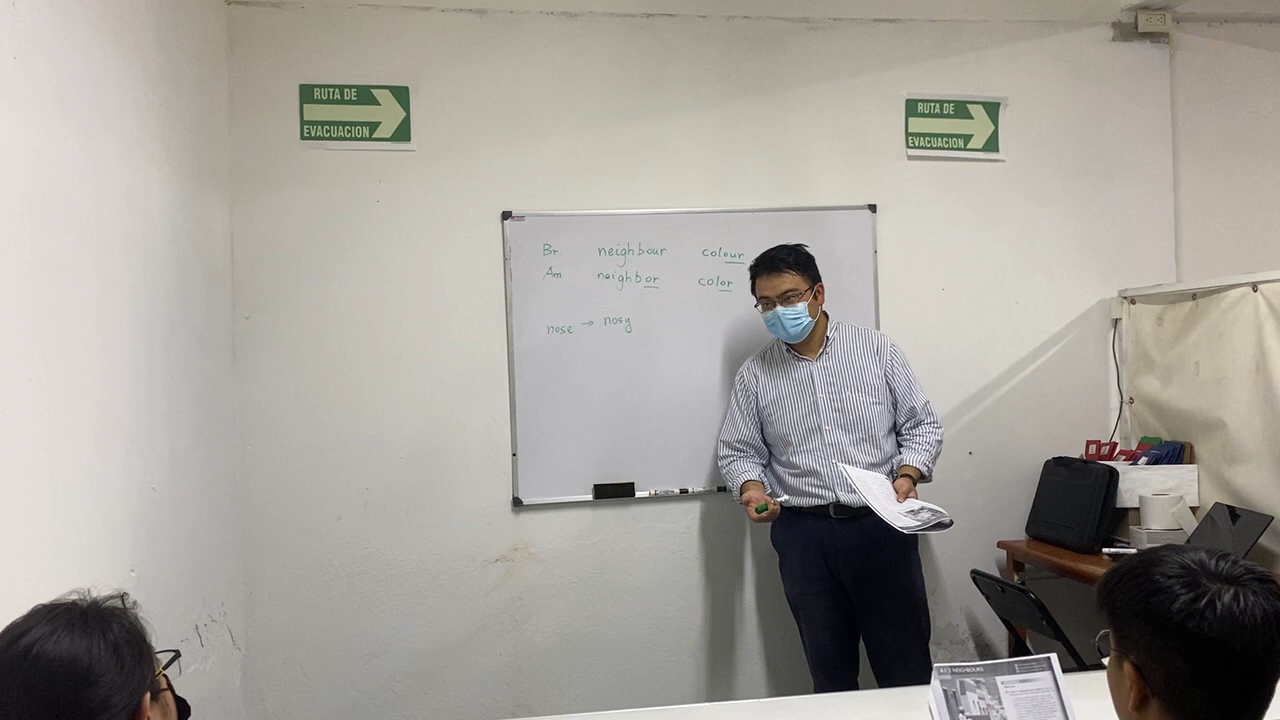 RUTA DE
EVACUACION
RUTA DE
EVACUACION
Br. neighbour colour
Am neighbor color
nose → nosy
NEIGHBOURS